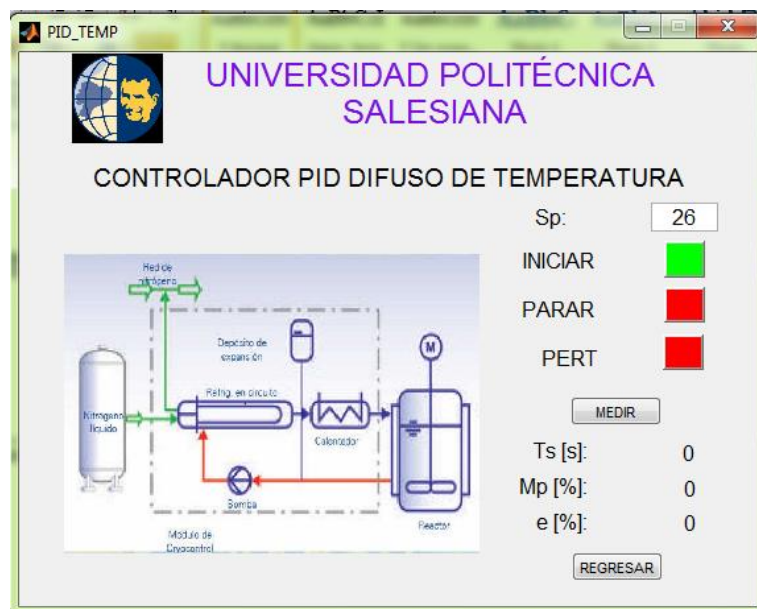 PID_TEMP
UNIVERSIDAD POLITÉCNICA
SALESIANA
CONTROLADOR PID DIFUSO DE TEMPERATURA
Sp: 26
INICIAR
PARAR
PERT
MEDIR
Ts [s]: 0
Mp [%]: 0
e [%]: 0
REGRESAR
Red de
nitrógeno
Depósito de
expansión
Refrig. en circuito
M
Nitrógeno
líquido
Calentador
Bomba
Reactor
Módulo de
Cryocontrol